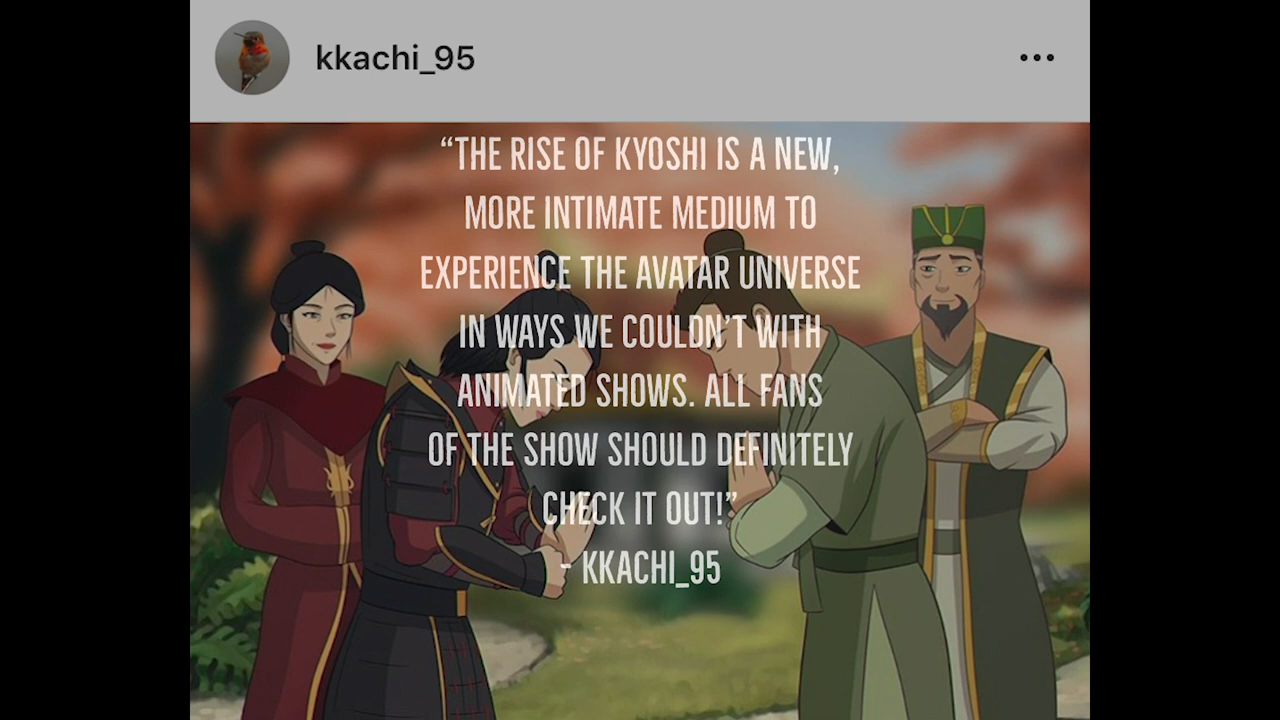 kkachi_95
“THE RISE OF KYOSHI IS A NEW,
MORE INTIMATE MEDIUM TO
EXPERIENCE THE AVATAR UNIVERSE
IN WAYS WE COULDN’T WITH
ANIMATED SHOWS. ALL FANS
OF THE SHOW SHOULD DEFINITELY
CHECK IT OUT!”
- KKACHI_95